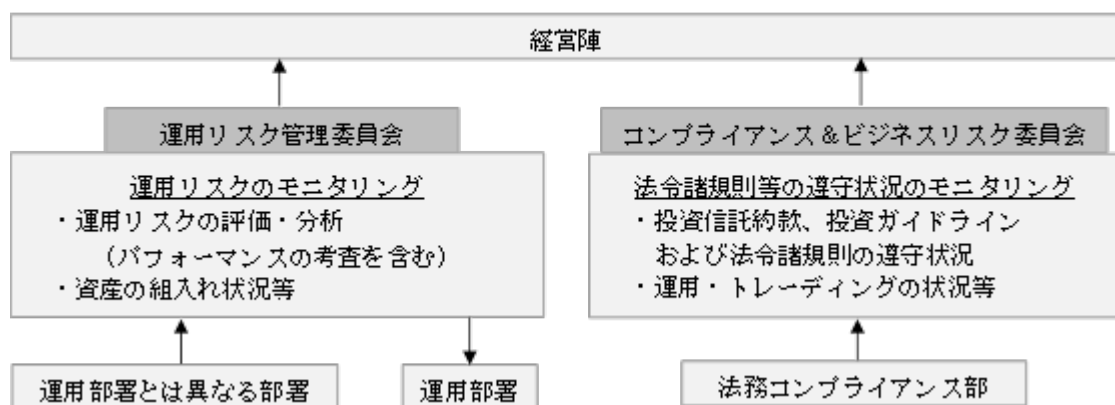 経営陣
運用リスク管理委員会
運用リスクのモニタリング
・運用リスクの評価・分析
（パフォーマンスの考査を含む）
・資産の組入れ状況等
運用部署とは異なる部署
運用部署
コンプライアンス＆ビジネスリスク委員会
法令諸規則等の遵守状況のモニタリング
・投資信託約款、投資ガイドライン
および法令諸規則の遵守状況
・運用・トレーディングの状況等
法務コンプライアンス部